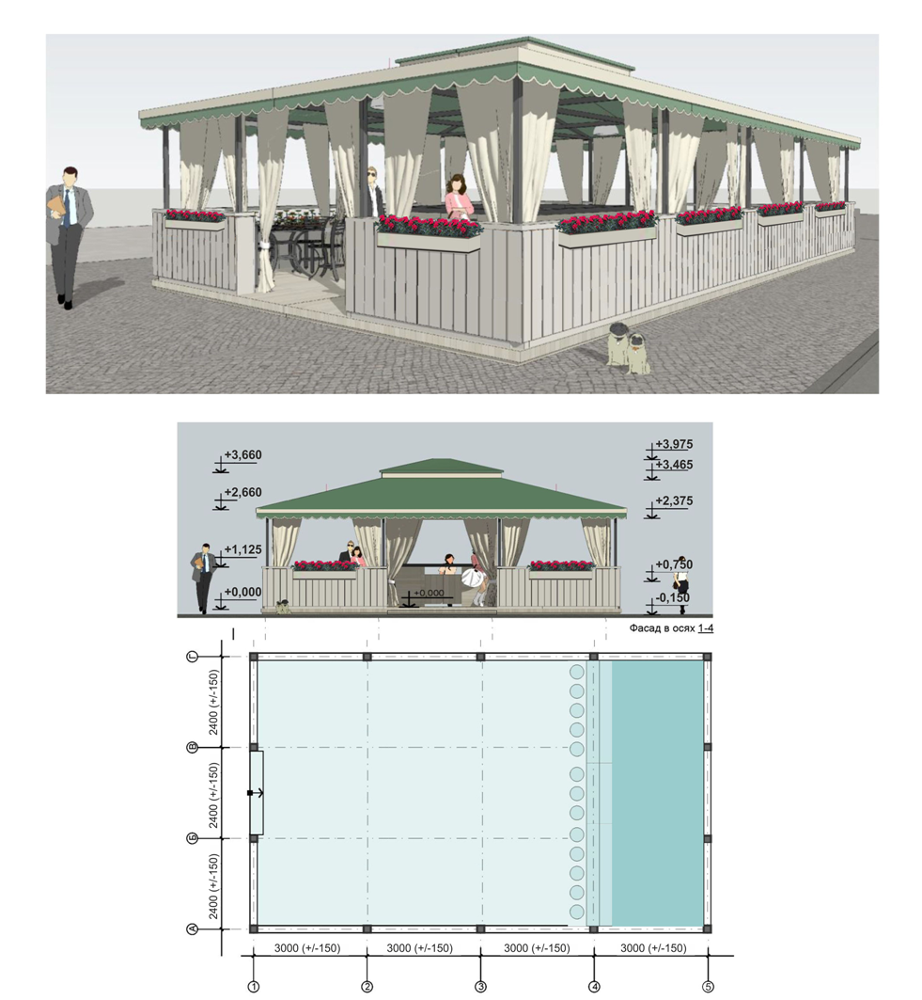 +3,660
+3,975
+3,465
+2,660
+2,375
+1,125
+0,750
+0,000
+0,000
-0,150
Фасад в осях 1-4
Г
2400 (+/-150)
В
2400 (+/-150)
Б
2400 (+/-150)
А
3000 (+/-150) 3000 (+/-150) 3000 (+/-150) 3000 (+/-150)
1 2 3 4 5